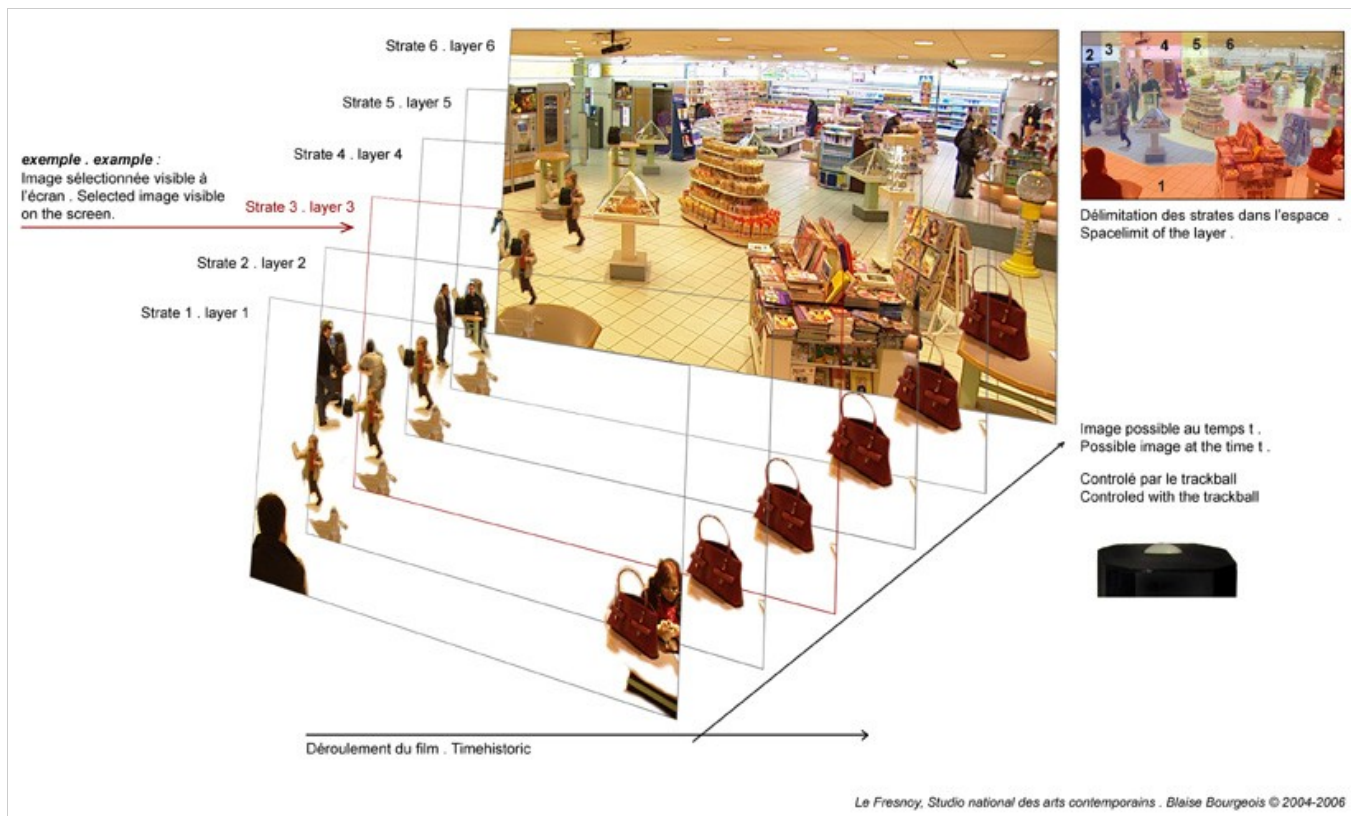 Strate 6 . layer 6
Strate 5 . layer 5
Strate 4 . layer 4
exemple . example :
Image sélectionnée visible à
l'écran . Selected image visible
on the screen.
Strate 3 . layer 3
Strate 2 . layer 2
Strate 1 . layer 1
2 3 4 5 6
1
Délimitation des strates dans l'espace .
Spacelimit of the layer .
Image possible au temps t .
Possible image at the time t .
Controlé par le trackball
Controled with the trackball
Déroulement du film . Timehistoric
Le Fresnoy, Studio national des arts contemporains . Blaise Bourgeois © 2004-2006